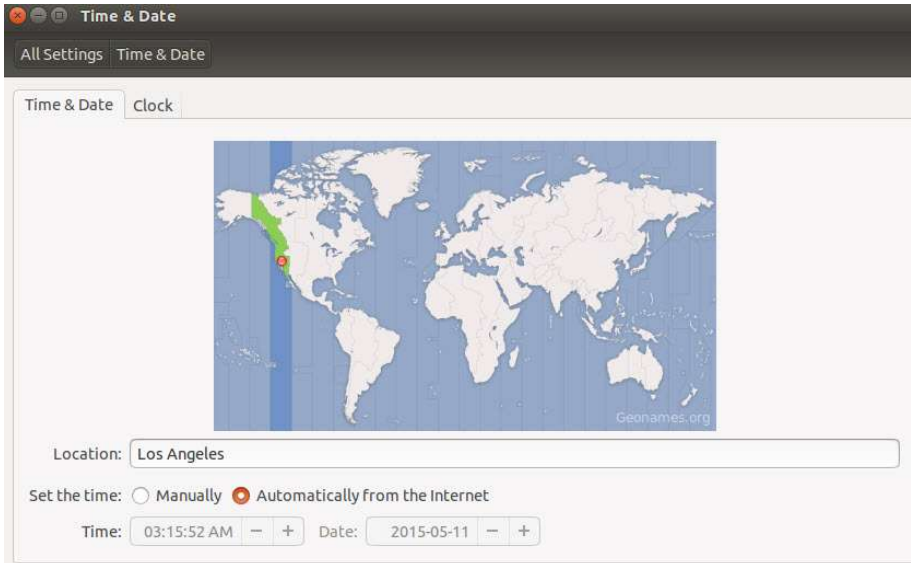 Time & Date
All Settings Time & Date
Time & Date Clock
Geonames.org
Location: Los Angeles
Set the time: Manually Automatically from the Internet
Time: 03:15:52 AM − + Date: 2015-05-11 − +